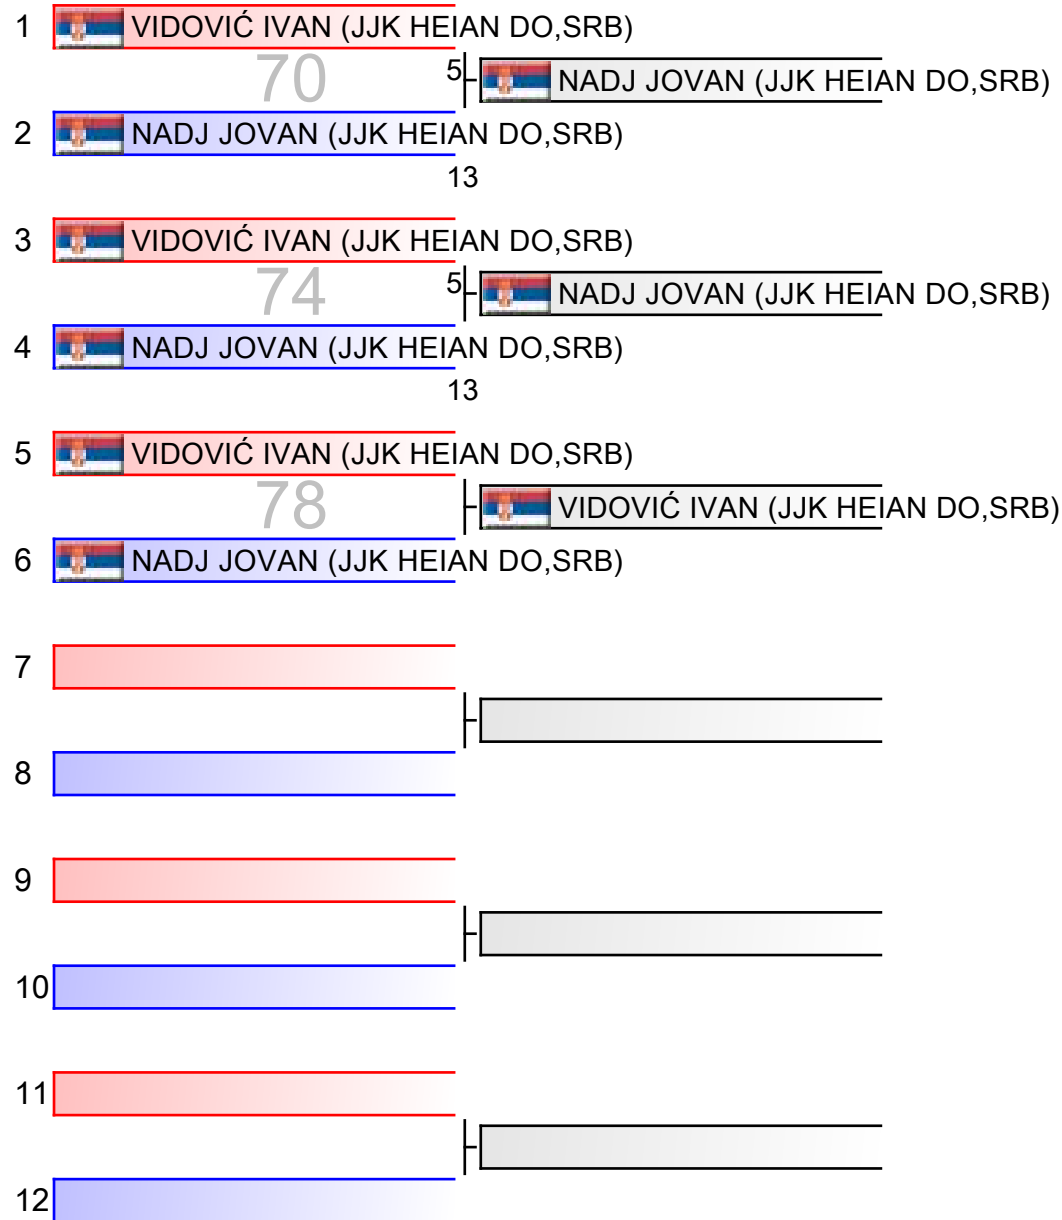 1 VIDOVIĆ IVAN (JJK HEIAN DO,SRB)
70 5 NADJ JOVAN (JJK HEIAN DO,SRB)
2 NADJ JOVAN (JJK HEIAN DO,SRB)
13
3 VIDOVIĆ IVAN (JJK HEIAN DO,SRB)
74 5 NADJ JOVAN (JJK HEIAN DO,SRB)
4 NADJ JOVAN (JJK HEIAN DO,SRB)
13
5 VIDOVIĆ IVAN (JJK HEIAN DO,SRB)
78 VIDOVIĆ IVAN (JJK HEIAN DO,SRB)
6 NADJ JOVAN (JJK HEIAN DO,SRB)
7
8
9
10
11
12